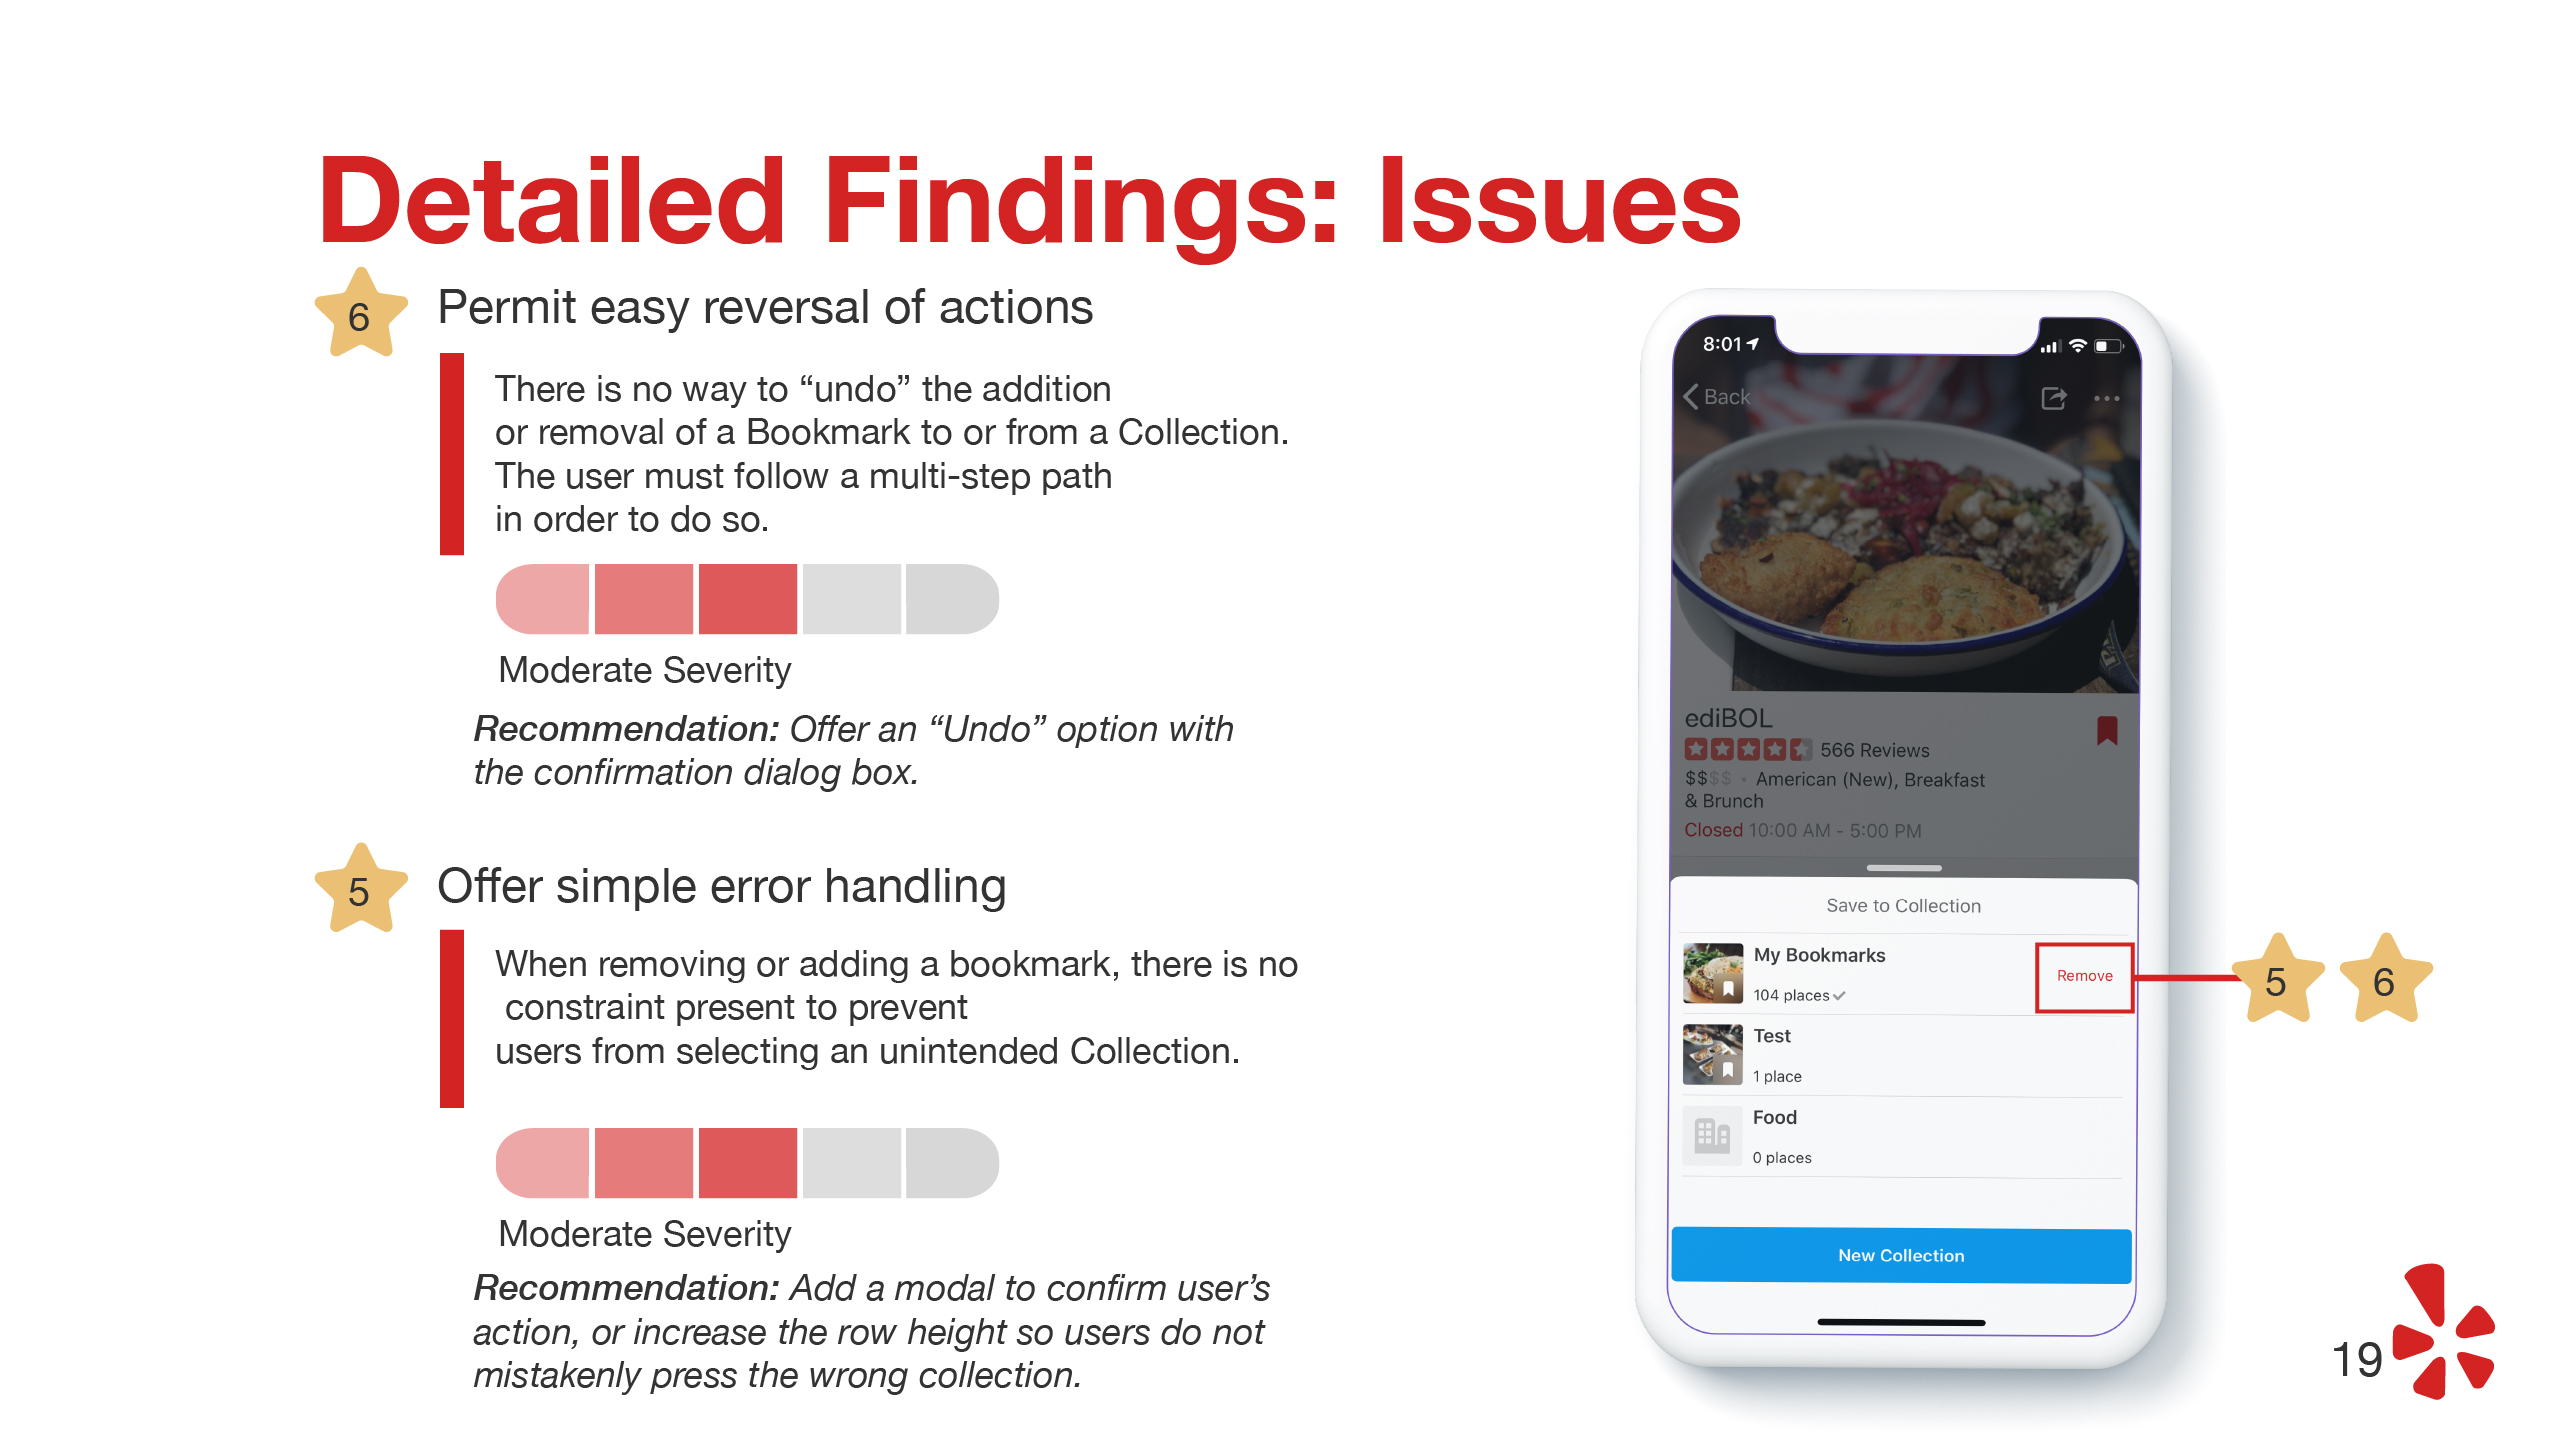 Detailed Findings: Issues
6
Permit easy reversal of actions
There is no way to “undo” the addition
or removal of a Bookmark to or from a Collection.
The user must follow a multi-step path
in order to do so.
Moderate Severity
Recommendation: Offer an “Undo” option with
the confirmation dialog box.
5
Offer simple error handling
When removing or adding a bookmark, there is no
constraint present to prevent
users from selecting an unintended Collection.
Moderate Severity
Recommendation: Add a modal to confirm user’s
action, or increase the row height so users do not
mistakenly press the wrong collection.
8:01
Back
ediBOL
566 Reviews
$$$$ • American (New), Breakfast
& Brunch
Closed 10:00 AM - 5:00 PM
Save to Collection
My Bookmarks
104 places
Remove
5
6
Test
1 place
Food
0 places
New Collection
19